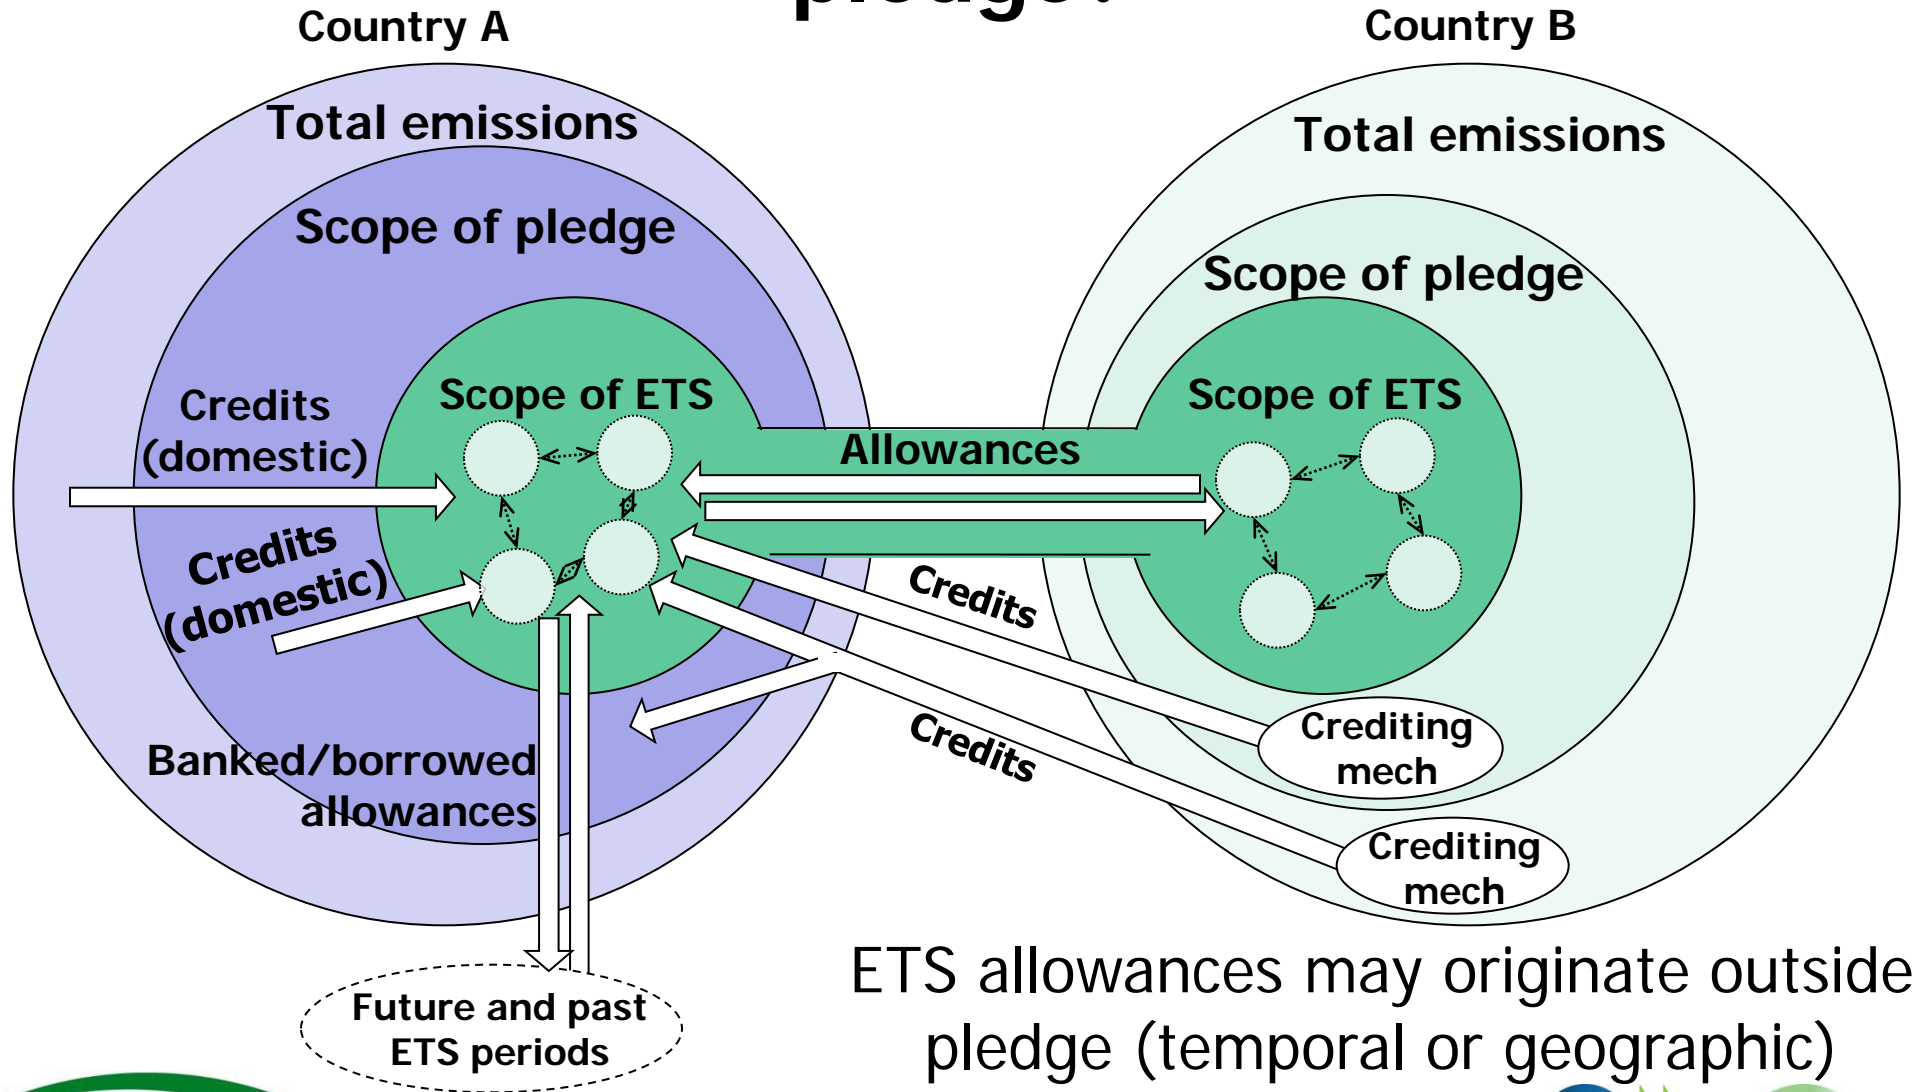 pledge?
Country A
Country B
Total emissions
Total emissions
Scope of pledge
Scope of pledge
Scope of ETS
Scope of ETS
Credits
(domestic)
Allowances
Credits
(domestic)
Credits
Credits
Banked/borrowed
allowances
Crediting
mech
Crediting
mech
Future and past
ETS periods
ETS allowances may originate outside
pledge (temporal or geographic)